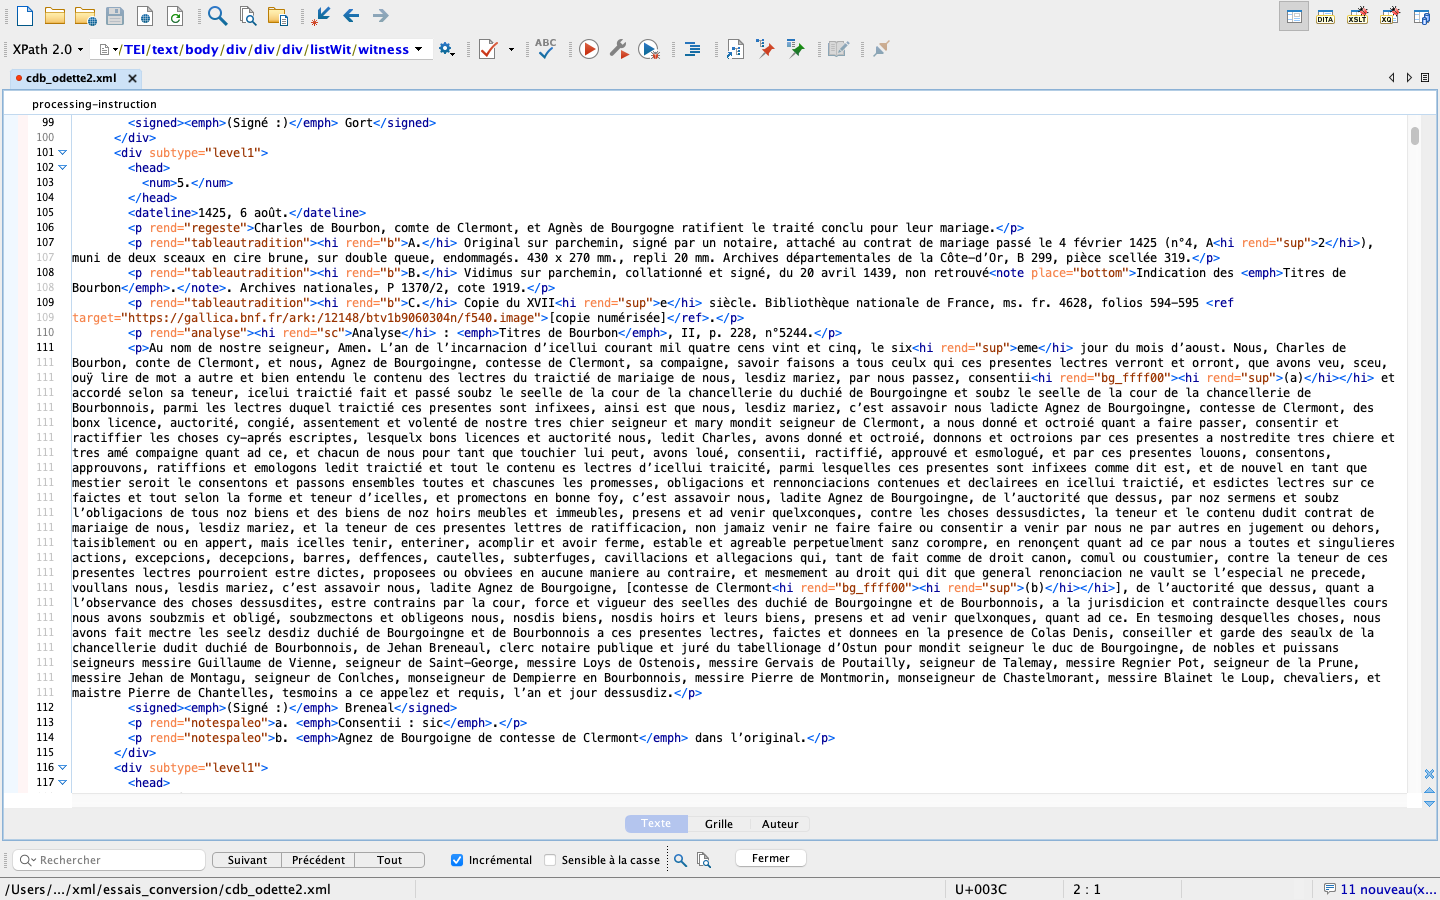 DITA
XSLT
XQ
XPath 2.0
/TEI/text/body/div/div/div/listWit/witness
ABC
cdb_odette2.xml
processing-instruction
99 <signed><emph>(Signé :)</emph> Gort</signed>
100 </div>
101 <div subtype="level1">
102 <head>
103 <num>5.</num>
104 </head>
105 <dateline>1425, 6 août.</dateline>
106 <p rend="regeste">Charles de Bourbon, comte de Clermont, et Agnès de Bourgogne ratifient le traité conclu pour leur mariage.</p>
107 <p rend="tableautradition"><hi rend="b">A.</hi> Original sur parchemin, signé par un notaire, attaché au contrat de mariage passé le 4 février 1425 (n°4, A<hi rend="sup">2</hi>),
107 muni de deux sceaux en cire brune, sur double queue, endommagés. 430 x 270 mm., repli 20 mm. Archives départementales de la Côte-d’Or, B 299, pièce scellée 319.</p>
108 <p rend="tableautradition"><hi rend="b">B.</hi> Vidimus sur parchemin, collationné et signé, du 20 avril 1439, non retrouvé<note place="bottom">Indication des <emph>Titres de
108 Bourbon</emph>.</note>. Archives nationales, P 1370/2, cote 1919.</p>
109 <p rend="tableautradition"><hi rend="b">C.</hi> Copie du XVII<hi rend="sup">e</hi> siècle. Bibliothèque nationale de France, ms. fr. 4628, folios 594-595 <ref
109 target="https://gallica.bnf.fr/ark:/12148/btv1b9060304n/f540.image">[copie numérisée]</ref>.</p>
110 <p rend="analyse"><hi rend="sc">Analyse</hi> : <emph>Titres de Bourbon</emph>, II, p. 228, n°5244.</p>
111 <p>Au nom de nostre seigneur, Amen. L’an de l’incarnacion d’icellui courant mil quatre cens vint et cinq, le six<hi rend="sup">eme</hi> jour du mois d’aoust. Nous, Charles de
111 Bourbon, conte de Clermont, et nous, Agnez de Bourgoingne, contesse de Clermont, sa compaigne, savoir faisons a tous ceulx qui ces presentes lectres verront et orront, que avons veu, sceu,
111 ouÿ lire de mot a autre et bien entendu le contenu des lectres du traictié de mariaige de nous, lesdiz mariez, par nous passez, consentii<hi rend="bg_ffff00"><hi rend="sup">(a)</hi></hi> et
111 accordé selon sa teneur, icelui traictié fait et passé soubz le seelle de la cour de la chancellerie du duchié de Bourgoingne et soubz le seelle de la cour de la chancellerie de
111 Bourbonnois, parmi les lectres duquel traictié ces presentes sont infixees, ainsi est que nous, lesdiz mariez, c’est assavoir nous ladicte Agnez de Bourgoingne, contesse de Clermont, des
111 bonx licence, auctorité, congié, assentement et volenté de nostre tres chier seigneur et mary mondit seigneur de Clermont, a nous donné et octroié quant a faire passer, consentir et
111 ractiffier les choses cy-aprés escriptes, lesquelx bons licences et auctorité nous, ledit Charles, avons donné et octroié, donnons et octroions par ces presentes a nostredite tres chiere et
111 tres amé compaigne quant ad ce, et chacun de nous pour tant que touchier lui peut, avons loué, consentii, ractiffié, approuvé et esmologué, et par ces presentes louons, consentons,
111 approuvons, ratiffions et emologons ledit traictié et tout le contenu es lectres d’icellui traicité, parmi lesquelles ces presentes sont infixees comme dit est, et de nouvel en tant que
111 mestier seroit le consentons et passons ensembles toutes et chascunes les promesses, obligacions et rennonciacions contenues et declairees en icellui traictié, et esdictes lectres sur ce
111 faictes et tout selon la forme et teneur d’icelles, et promectons en bonne foy, c’est assavoir nous, ladite Agnez de Bourgoingne, de l’auctorité que dessus, par noz sermens et soubz
111 l’obligacions de tous noz biens et des biens de noz hoirs meubles et immeubles, presens et ad venir quelxconques, contre les choses dessusdictes, la teneur et le contenu dudit contrat de
111 mariaige de nous, lesdiz mariez, et la teneur de ces presentes lettres de ratifficacion, non jamaiz venir ne faire faire ou consentir a venir par nous ne par autres en jugement ou dehors,
111 taisiblement ou en appert, mais icelles tenir, enteriner, acomplir et avoir ferme, estable et agreable perpetuelment sanz corompre, en renonçent quant ad ce par nous a toutes et singulieres
111 actions, excepcions, decepcions, barres, deffences, cautelles, subterfuges, cavillacions et allegacions qui, tant de fait comme de droit canon, comul ou coustumier, contre la teneur de ces
111 presentes lectres pourroient estre dictes, proposees ou obviees en aucune maniere au contraire, et mesmement au droit qui dit que general renonciacion ne vault se l’especial ne precede,
111 voullans nous, lesdiz mariez, c’est assavoir nous, ladite Agnez de Bourgoigne, [contesse de Clermont<hi rend="bg_ffff00"><hi rend="sup">(b)</hi></hi>], de l’auctorité que dessus, quant a
111 l’observance des choses dessusdites, estre contrains par la cour, force et vigueur des seelles des duchié de Bourgoingne et de Bourbonnois, a la jurisdicion et contraincte desquelles cours
111 nous avons soubzmis et obligé, soubzmectons et obligeons nous, nosdis biens, nosdis hoirs et leurs biens, presens et ad venir quelxonques, quant ad ce. En tesmoing desquelles choses, nous
111 avons fait mectre les seelz desdiz duchié de Bourgoingne et de Bourbonnois a ces presentes lectres, faictes et donnees en la presence de Colas Denis, conseiller et garde des seaulx de la
111 chancellerie dudit duchié de Bourbonnois, de Jehan Breneaul, clerc notaire publique et juré du tabellionage d’Ostun pour mondit seigneur le duc de Bourgoingne, de nobles et puissans
111 seigneurs messire Guillaume de Vienne, seigneur de Saint-George, messire Loys de Ostenois, messire Gervais de Poutailly, seigneur de Talemay, messire Regnier Pot, seigneur de la Prune,
111 messire Jehan de Montagu, seigneur de Conlches, monseigneur de Dempierre en Bourbonnois, messire Pierre de Montmorin, monseigneur de Chastelmorant, messire Blainet le Loup, chevaliers, et
111 maistre Pierre de Chantelles, tesmoins a ce appelez et requis, l’an et jour dessusdiz.</p>
112 <signed><emph>(Signé :)</emph> Breneal</signed>
113 <p rend="notespaleo">a. <emph>Consentii : sic</emph>.</p>
114 <p rend="notespaleo">b. <emph>Agnez de Bourgoigne de contesse de Clermont</emph> dans l’original.</p>
115 </div>
116 <div subtype="level1">
117 <head>
Texte Grille Auteur
Rechercher Suivant Précédent Tout Incrémental Sensible à la casse Fermer
/Users/.../xml/essais_conversion/cdb_odette2.xml U+003C 2 : 1 11 nouveau(x...